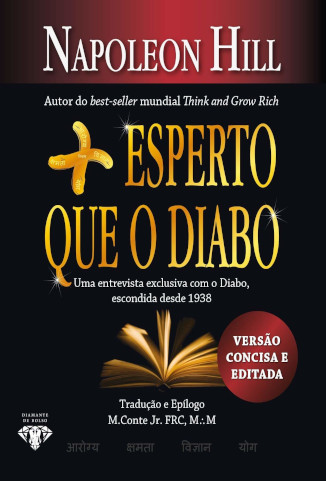 NAPOLEON HILL
Autor do best-seller mundial Think and Grow Rich
+ ESPERTO
QUE O DIABO
Uma entrevista exclusiva com o Diabo,
escondida desde 1938
VERSÃO
CONCISA E
EDITADA
Tradução e Epílogo
M.Conte Jr. FRC, M∴M
DIAMANTE
DE BOLSO
आरोग्य क्षमता विज्ञान योग